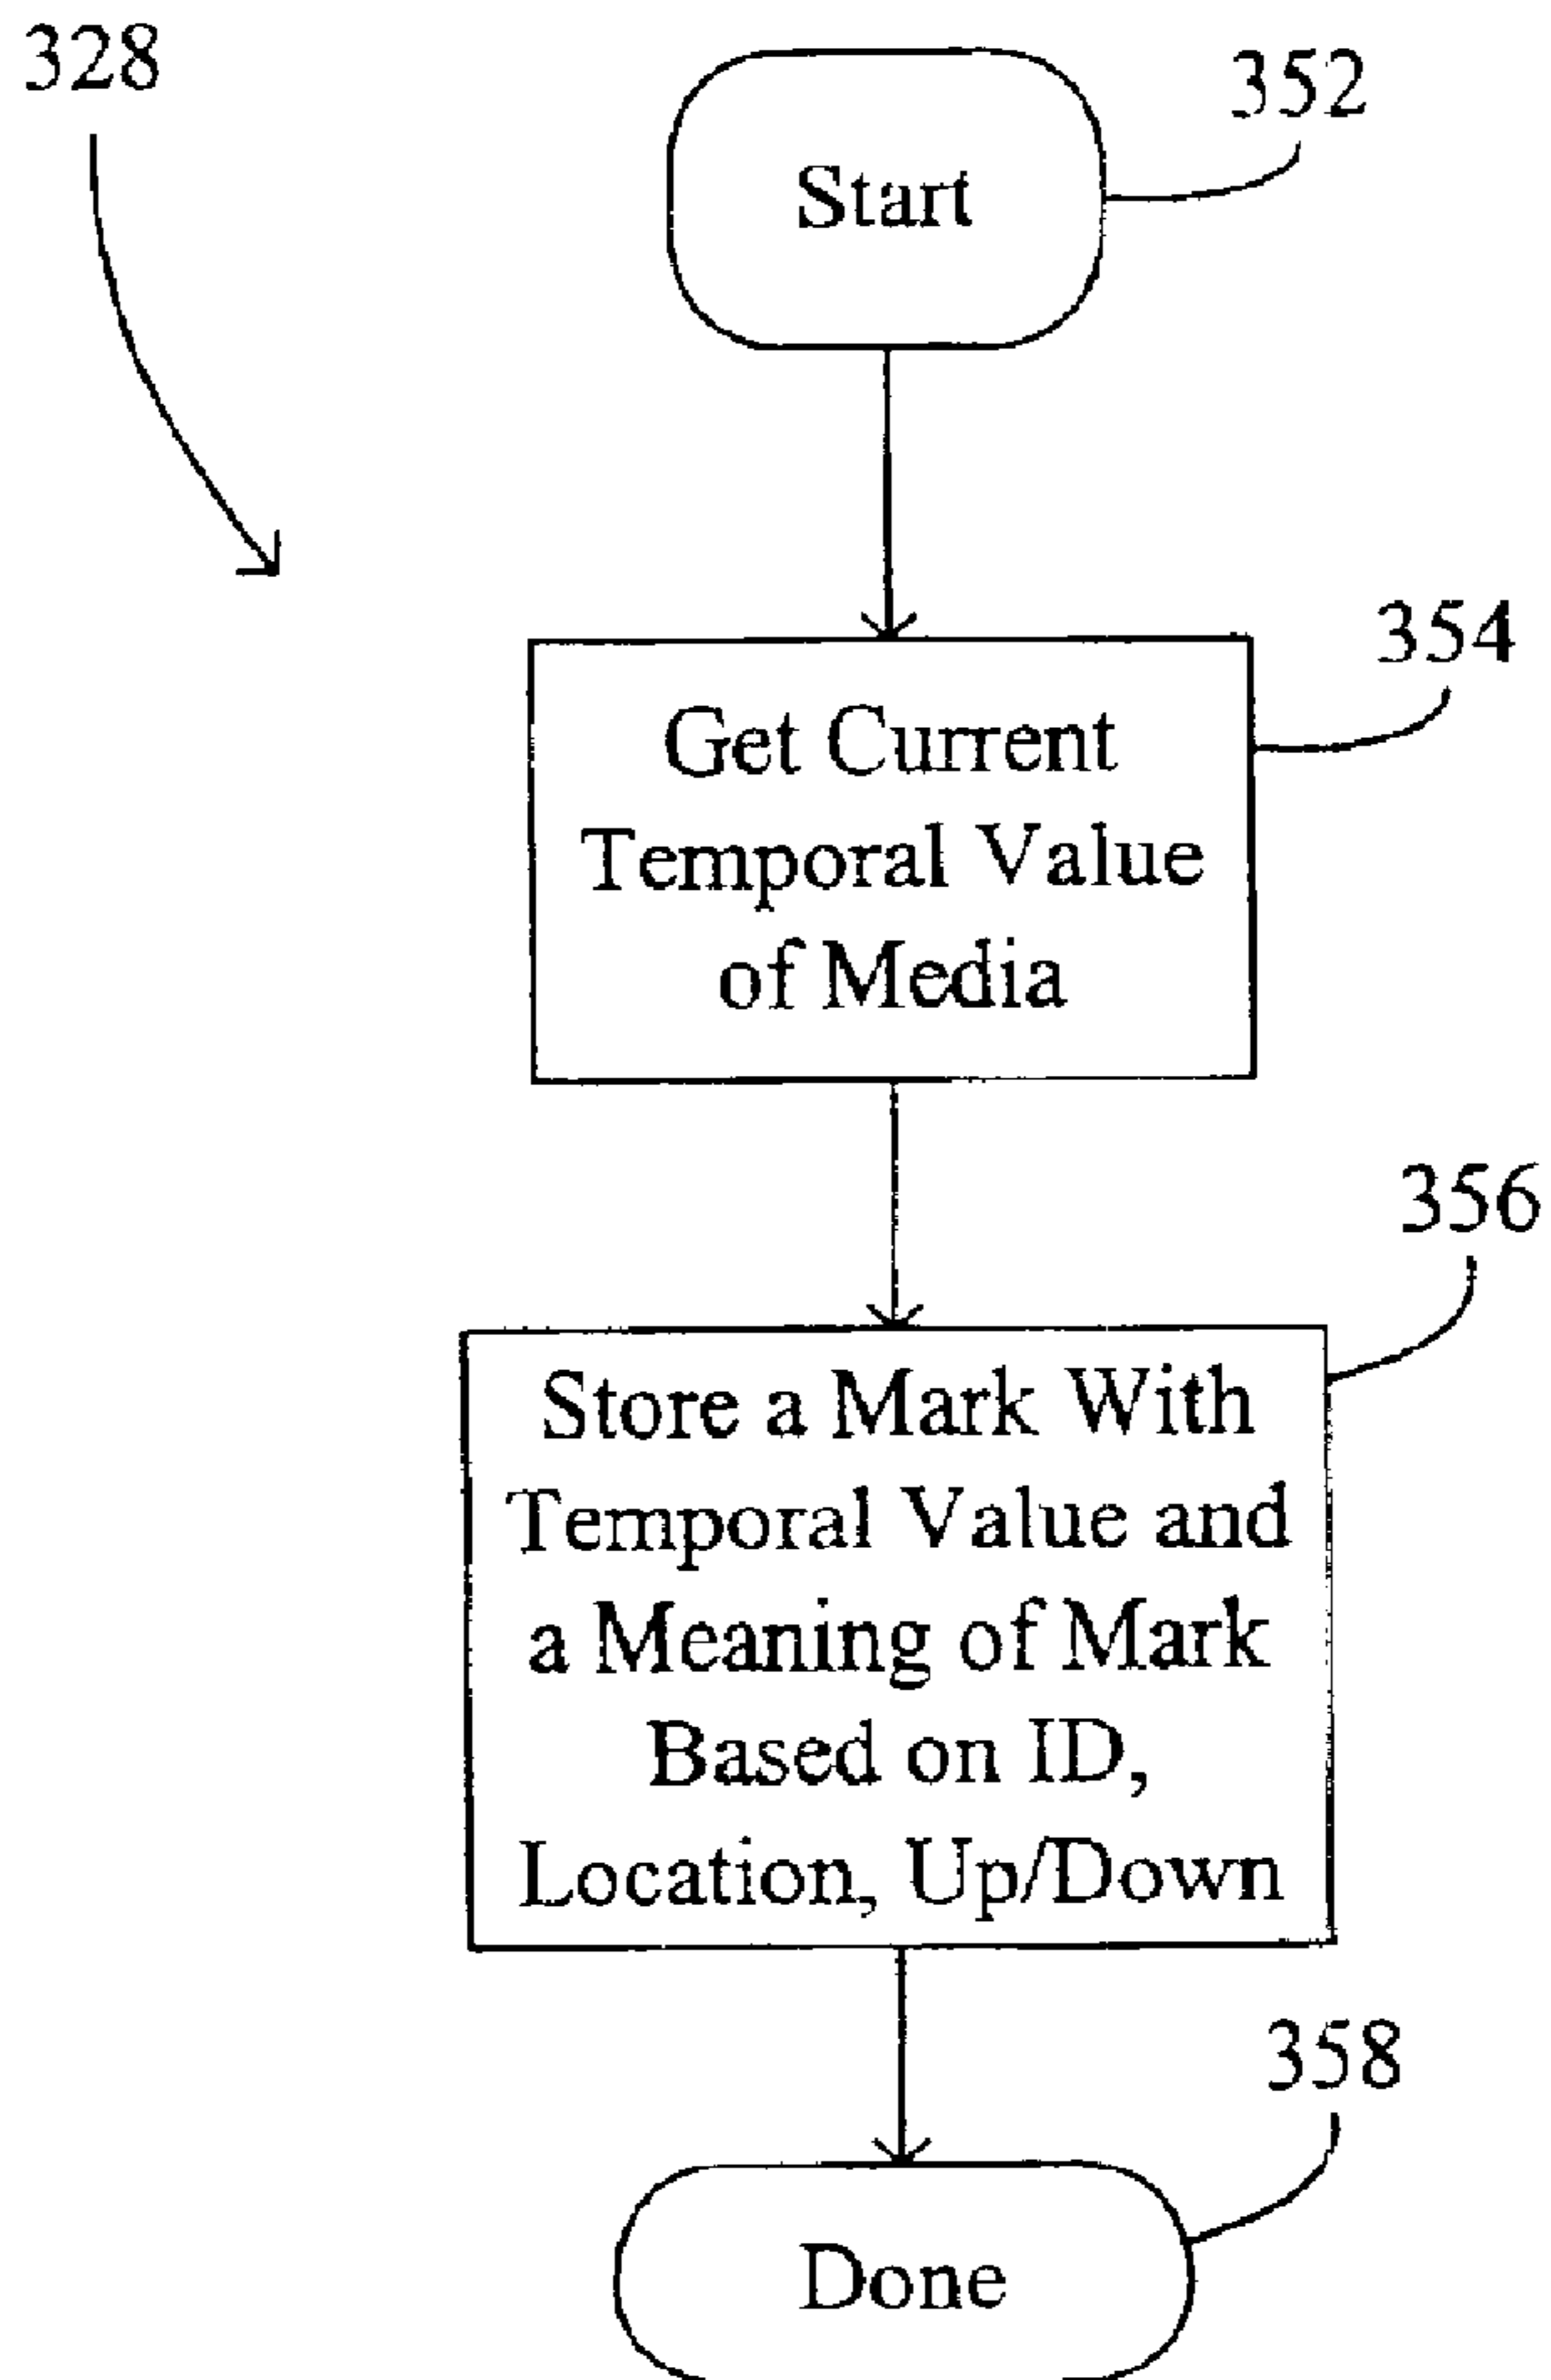 328
352
Start
354
Get Current
Temporal Value
of Media
356
Store a Mark With
Temporal Value and
a Meaning of Mark
Based on ID,
Location, Up/Down
358
Done